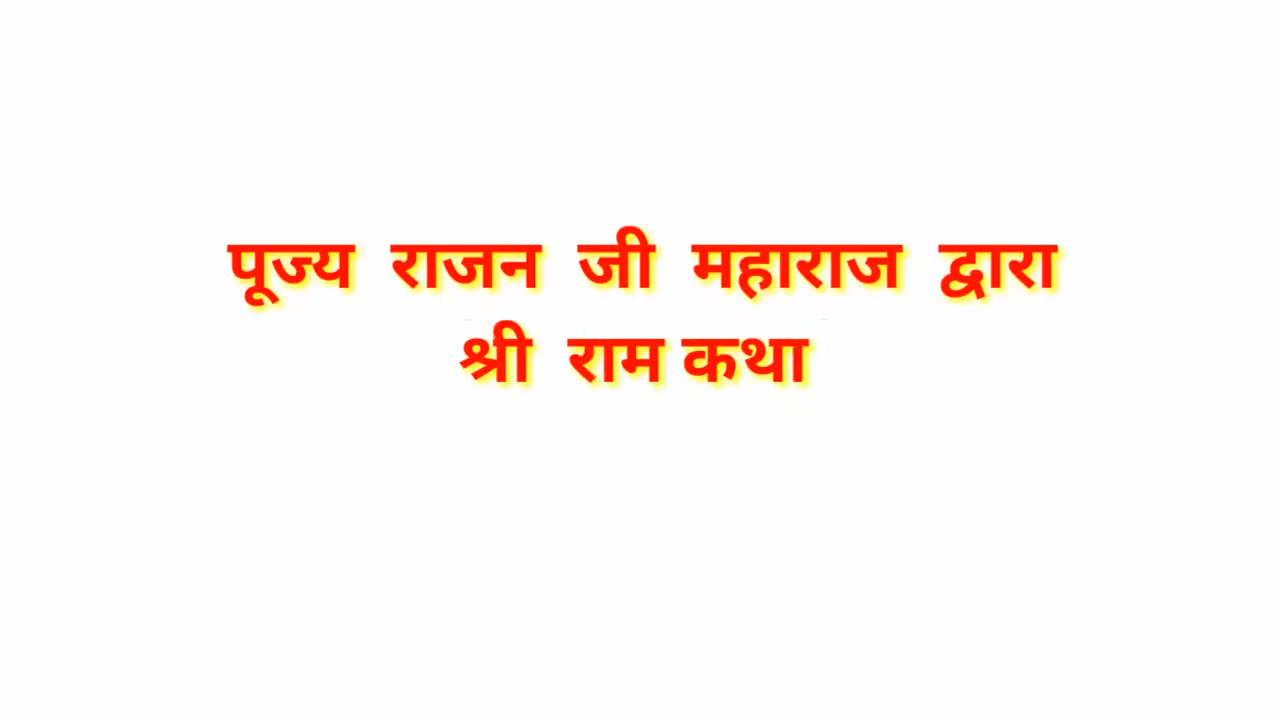 पूज्य राजन जी महाराज द्वारा
श्री राम कथा